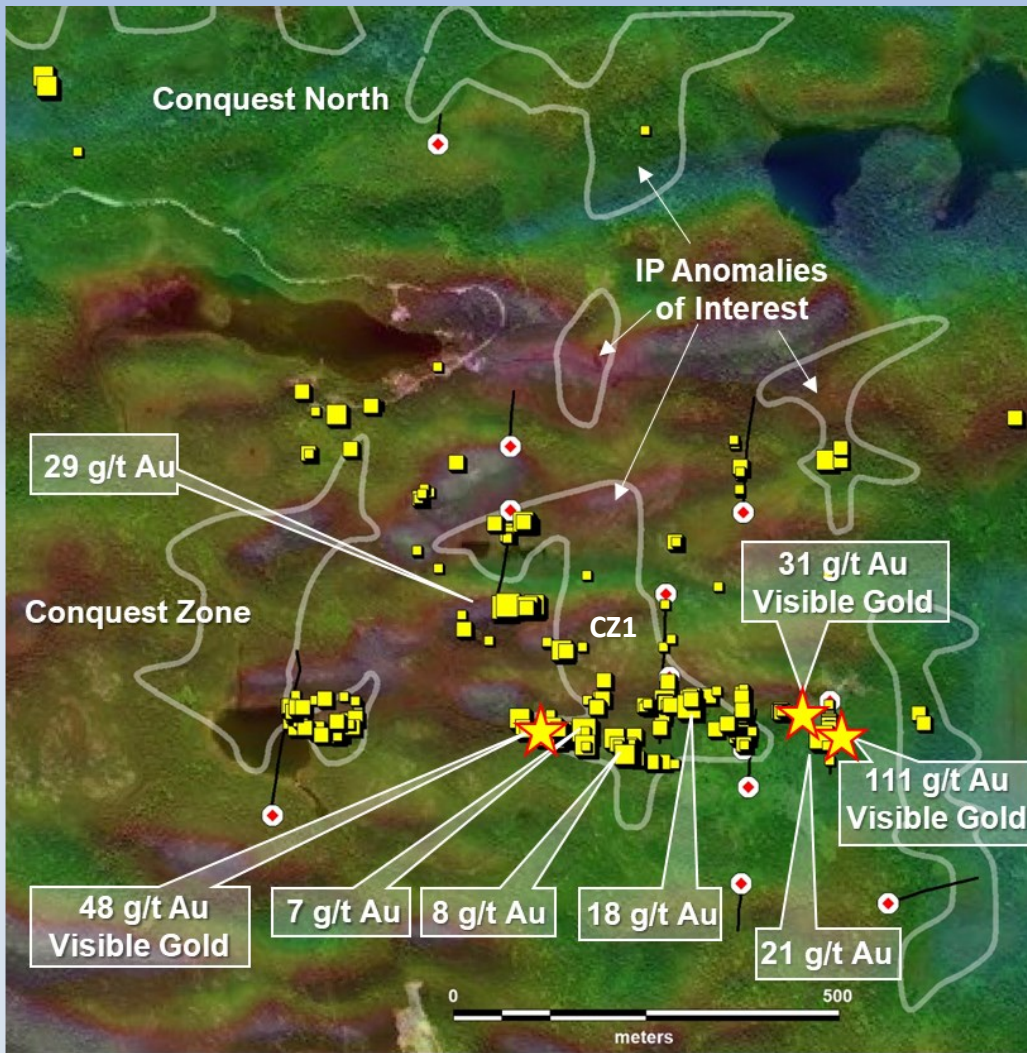 Conquest North
IP Anomalies
of Interest
29 g/t Au
31 g/t Au
Visible Gold
Conquest Zone
CZ1
111 g/t Au
Visible Gold
48 g/t Au
Visible Gold
7 g/t Au
8 g/t Au
18 g/t Au
21 g/t Au
0
500
meters